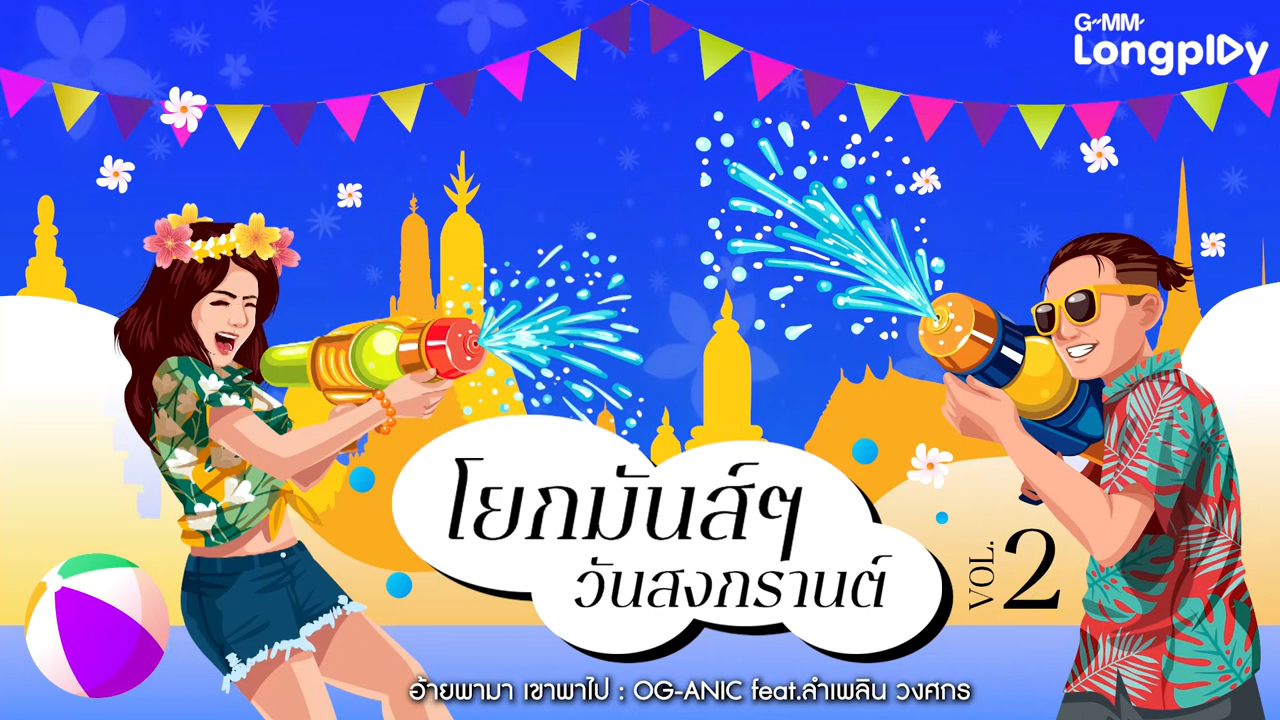 GMM
Longplay
โยกมันส์ๆ
วันสงกรานต์
VOL. 2
อ้ายพามา เขาพาไป : OG-ANIC feat.ลำเพลิน วงศกร